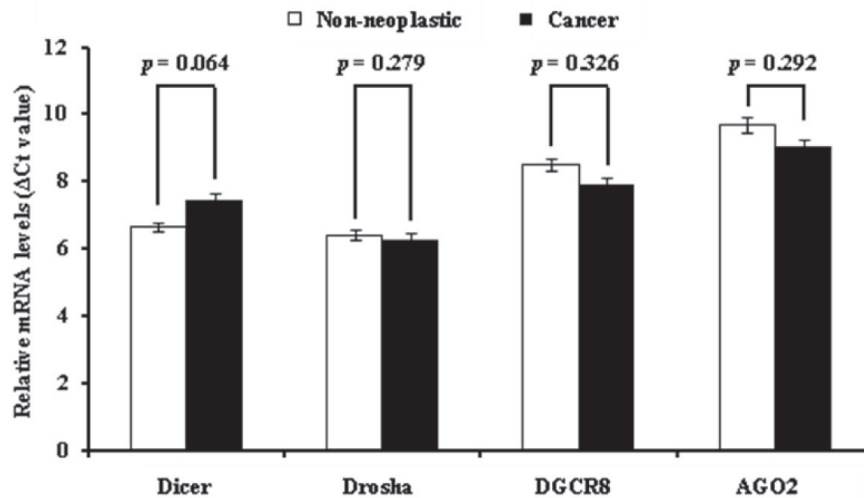 Non-neoplastic Cancer
12
10
8
6
4
2
0
Relative mRNA levels (ΔCt value)
p = 0.064 p = 0.279 p = 0.326 p = 0.292
Dicer Drosha DGCR8 AGO2